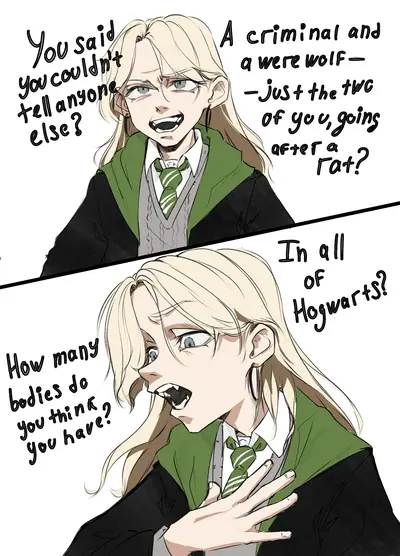 You said
you couldn't
tell anyone
else?
A criminal and
a werewolf—
—just the two
of you, going
after a
rat?
In all
of
Hogwarts?
How many
bodies do
you think
you have?